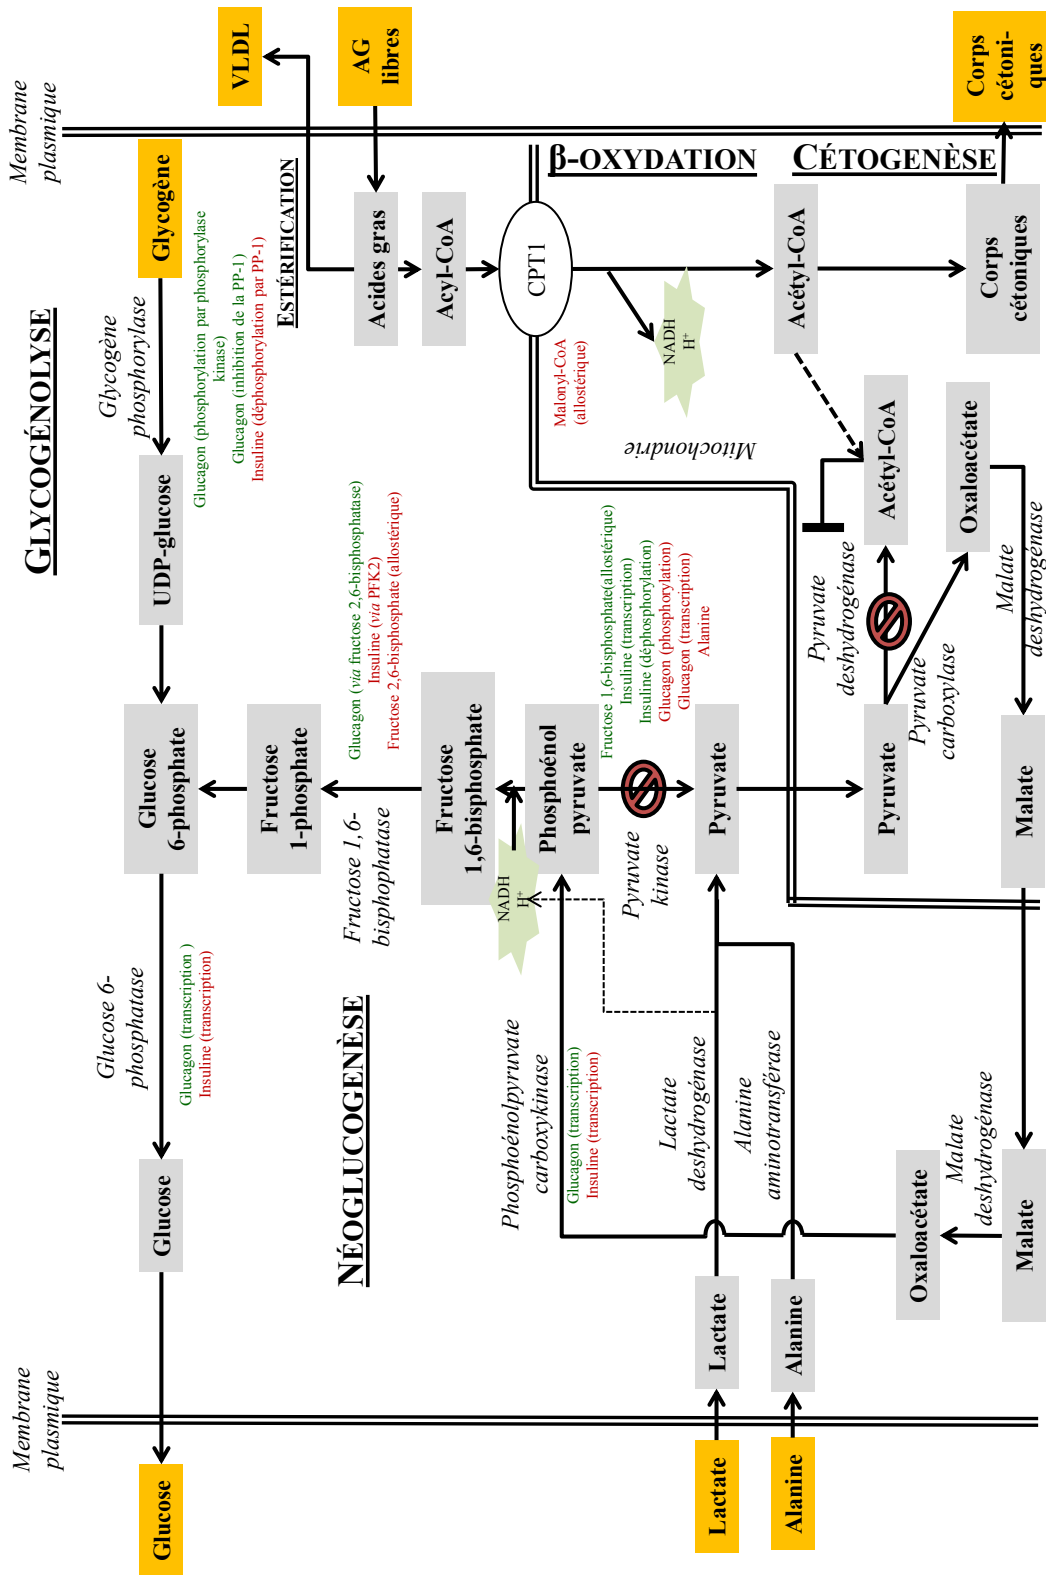 GLYCOGÉNOLYSE
Membrane
plasmique
Membrane
plasmique
Glucose
Glucose
Glucose 6-
phosphatase
Glucagon (transcription )
Insuline (transcription)
Glucose
6-phosphate
UDP-glucose
Glycogène
phosphorylase
Glycogène
Glucagon (phosphorylation par phosphorylase
kinase)
Glucagon (inhibition de la PP-1)
Insuline (déphosphorylation par PP-1)
VLDL
ESTÉRIFICATION
AG
libres
Fructose
1-phosphate
Fructose 1,6-
bisphophatase
Glucagon (via fructose 2,6-bisphosphatase)
Insuline (via PFK2)
Fructose 2,6-bisphosphate (allostérique)
NÉOGLUCOGENÈSE
Acides gras
Acyl-CoA
Fructose
1,6-bisphosphate
NADH
H+
CPT1
β-OXYDATION
Malonyl-CoA
(allostérique)
Phosphoénolpyruvate
carboxykinase
Glucagon (transcription)
Insuline (transcription)
Phosphoénol
pyruvate
Pyruvate
kinase
Fructose 1,6-bisphosphate(allostérique)
Insuline (transcription)
Insuline (déphosphorylation)
Glucagon (phosphorylation)
Glucagon (transcription)
Alanine
NADH
H+
Mitochondrie
Lactate
Lactate
Lactate
deshydrogénase
Pyruvate
Alanine
Alanine
Alanine
aminotransférase
Acétyl-CoA
CÉTOGENÈSE
Pyruvate
deshydrogénase
Pyruvate
Acétyl-CoA
Pyruvate
carboxylase
Oxaloacétate
Oxaloacétate
Malate
deshydrogénase
Malate
deshydrogénase
Malate
Malate
Corps
cétoniques
Corps
cétoni-
ques